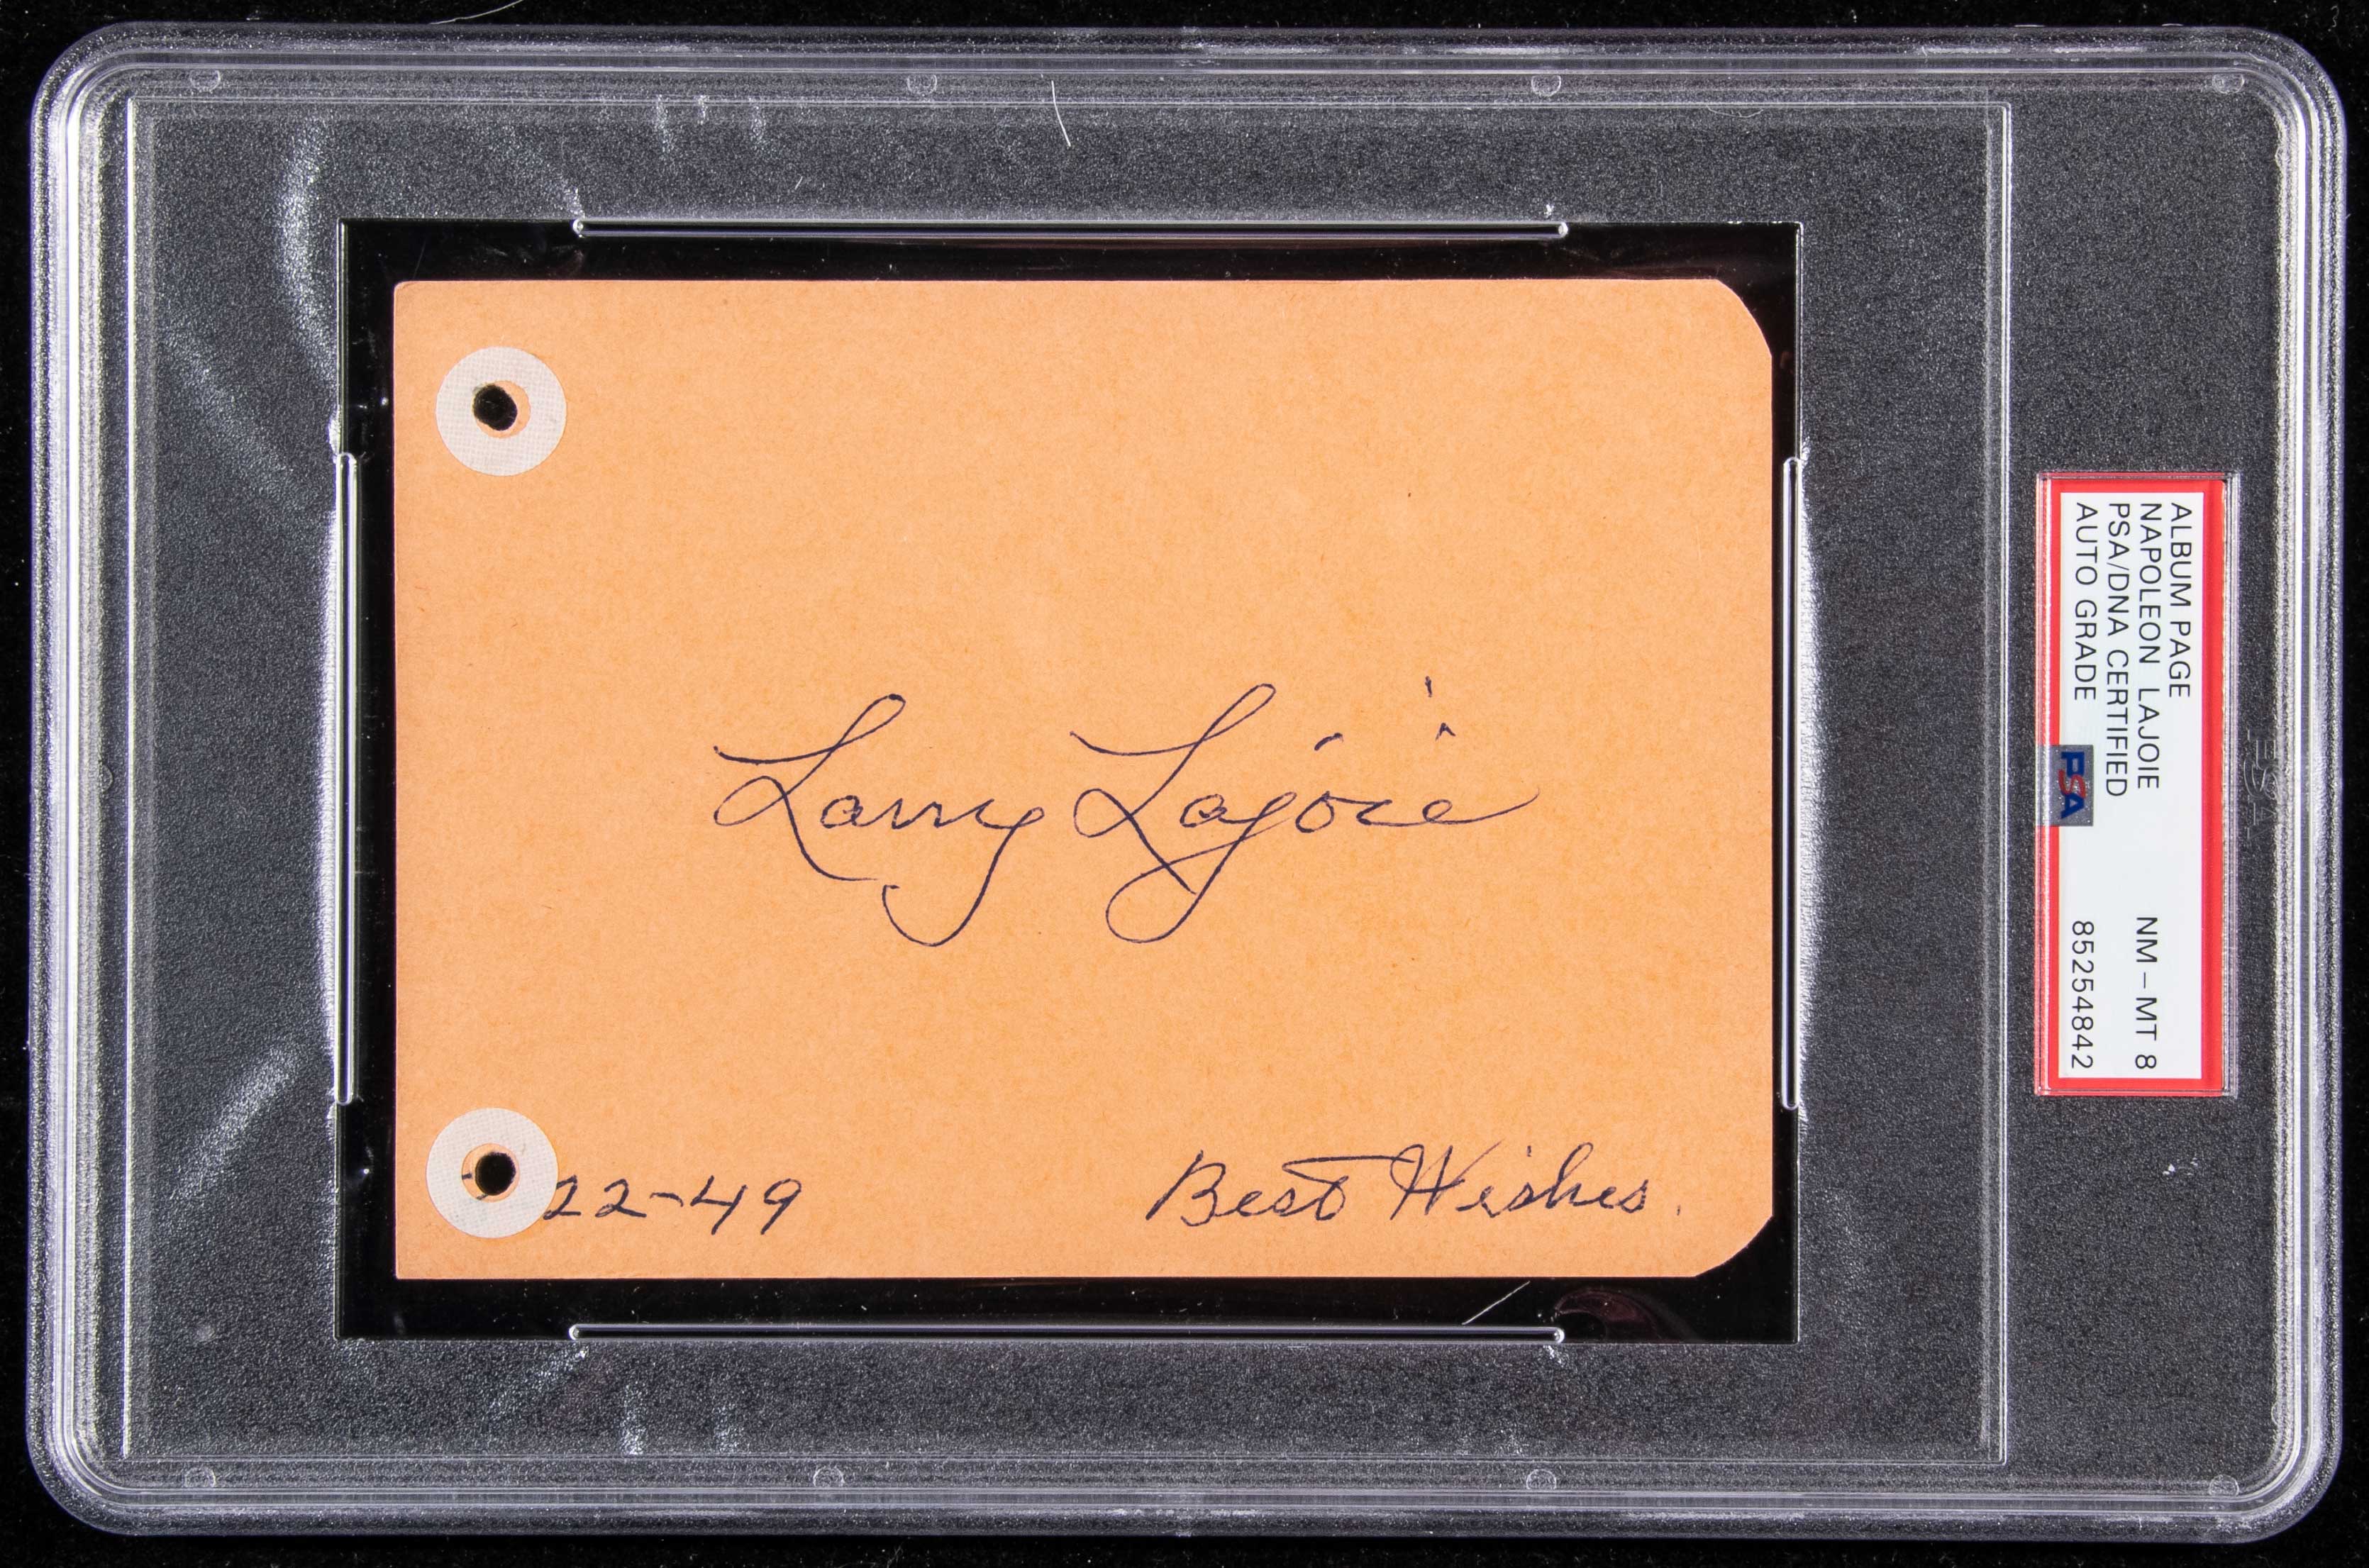 Larry Lajoie
22-49
Best Wishes.
ALBUM PAGE
NAPOLEON LAJOIE NM-MT 8
PSA/DNA CERTIFIED
AUTO GRADE 85254842
PSA